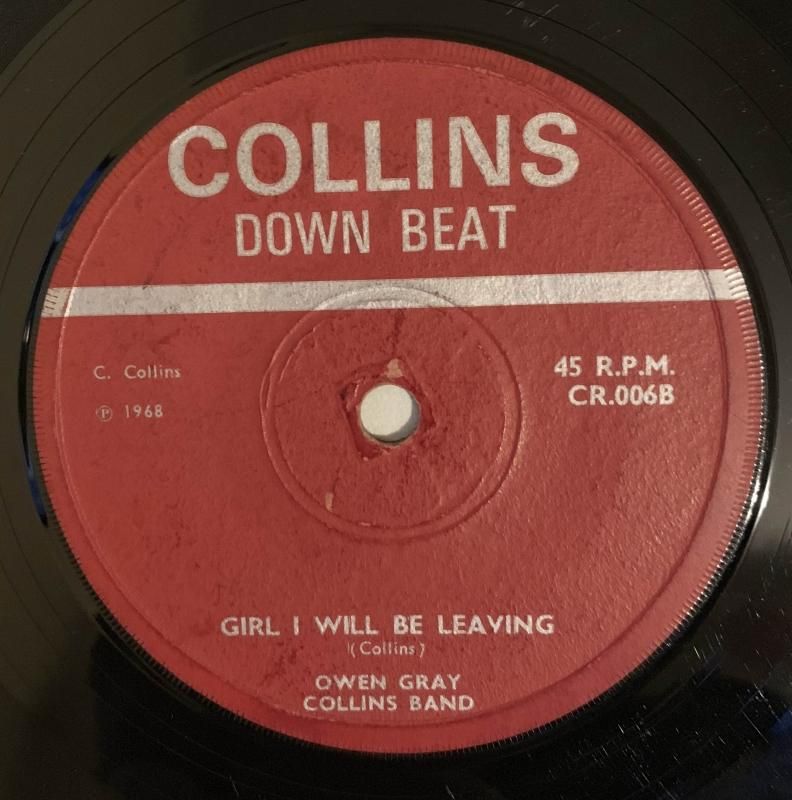 COLLINS
DOWN BEAT
C. Collins
℗ 1968
45 R.P.M.
CR.006B
GIRL I WILL BE LEAVING
(Collins)
OWEN GRAY
COLLINS BAND